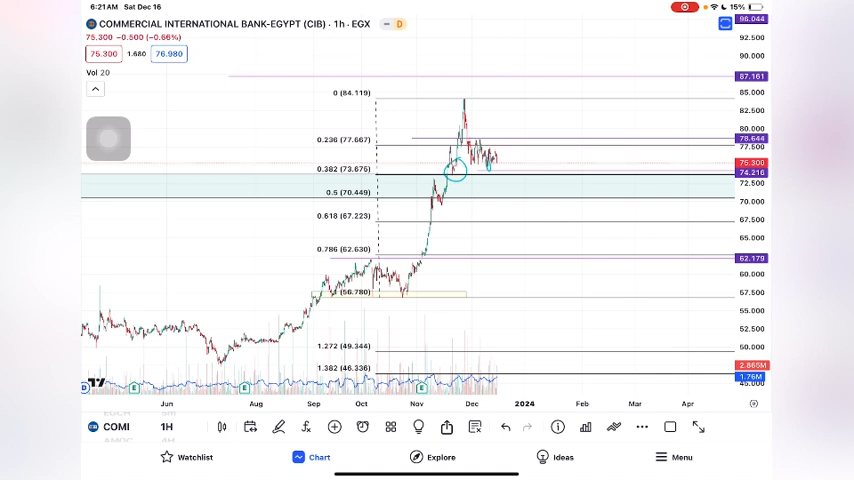 6:21 AM Sat Dec 16
15%
COMMERCIAL INTERNATIONAL BANK-EGYPT (CIB) · 1h · EGX
D
75.300 −0.500 (−0.66%)
75.300 1.680 76.980
Vol 20
96.044
92.500
90.000
87.161
85.000
82.500
80.000
78.644
77.500
75.300
74.216
72.500
70.000
67.500
65.000
62.179
60.000
57.500
55.000
52.500
50.000
2.865M
1.76M
45.000
0 (84.119)
0.236 (77.667)
0.382 (73.675)
0.5 (70.449)
0.618 (67.223)
0.786 (62.630)
1 (56.780)
1.272 (49.344)
1.382 (46.336)
D E E E
Jun Aug Sep Oct Nov Dec 2024 Feb Mar Apr
EGCH 5M
COMI 1H
AMOC 4H
Watchlist Chart Explore Ideas Menu